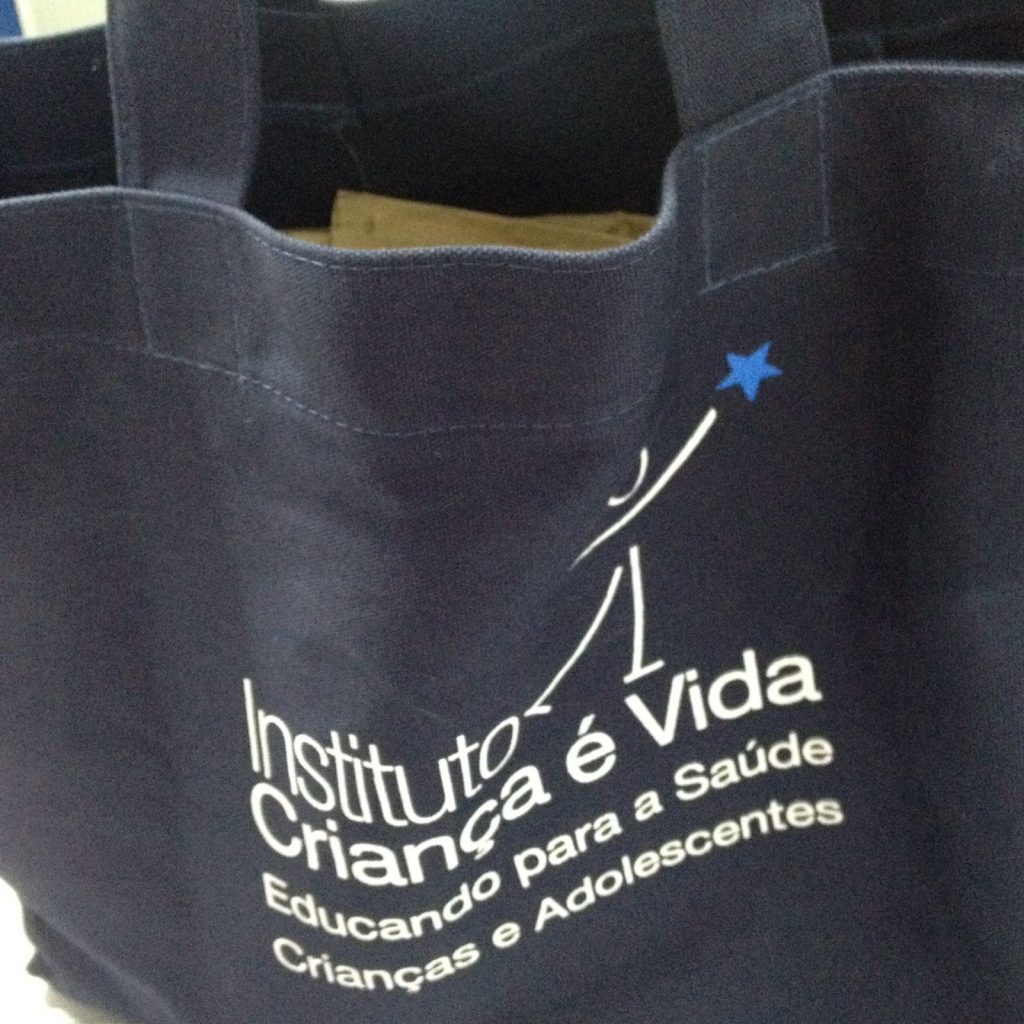 Instituto
Criança é Vida
Educando para a Saúde
Crianças e Adolescentes